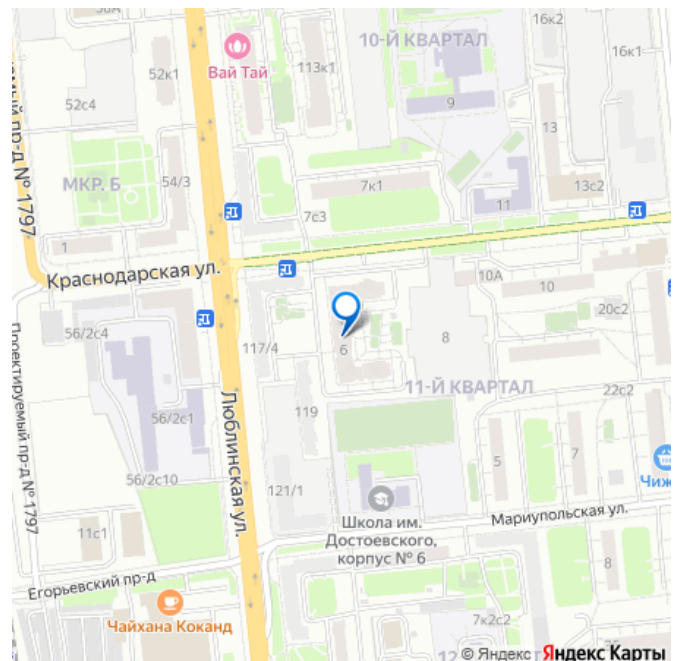 10-Й КВАРТАЛ
16к2
16к1
52к1
Вай Тай
113к1
52с4
9
13
МКР. Б
54/3
7к1
13с2
11
7с3
1
Краснодарская ул.
10А
10
20с2
56/2с4
117/4
6
8
22с2
11-Й КВАРТАЛ
119
56/2с1
Люблинская ул.
5
7
56/2с10
121/1
Чиж
Школа им.
Достоевского,
корпус № 6
Мариупольская ул.
11с1
8
Егорьевский пр-д
Чайхана Коканд
7к2с2
12
Проектируемый пр-д № 1797
пр-д № 1797
© Яндекс Яндекс Карты